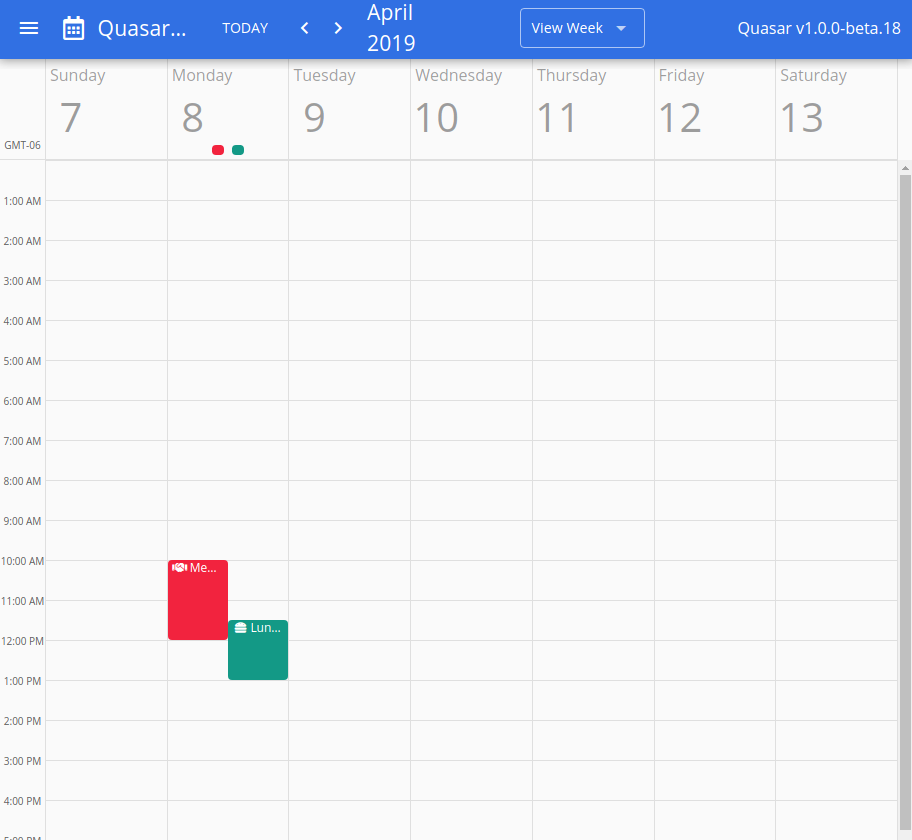 Quasar...
TODAY
April
2019
View Week
Quasar v1.0.0-beta.18
Sunday
Monday
Tuesday
Wednesday
Thursday
Friday
Saturday
7
8
9
10
11
12
13
GMT-06
1:00 AM
2:00 AM
3:00 AM
4:00 AM
5:00 AM
6:00 AM
7:00 AM
8:00 AM
9:00 AM
10:00 AM
Me...
11:00 AM
Lun...
12:00 PM
1:00 PM
2:00 PM
3:00 PM
4:00 PM